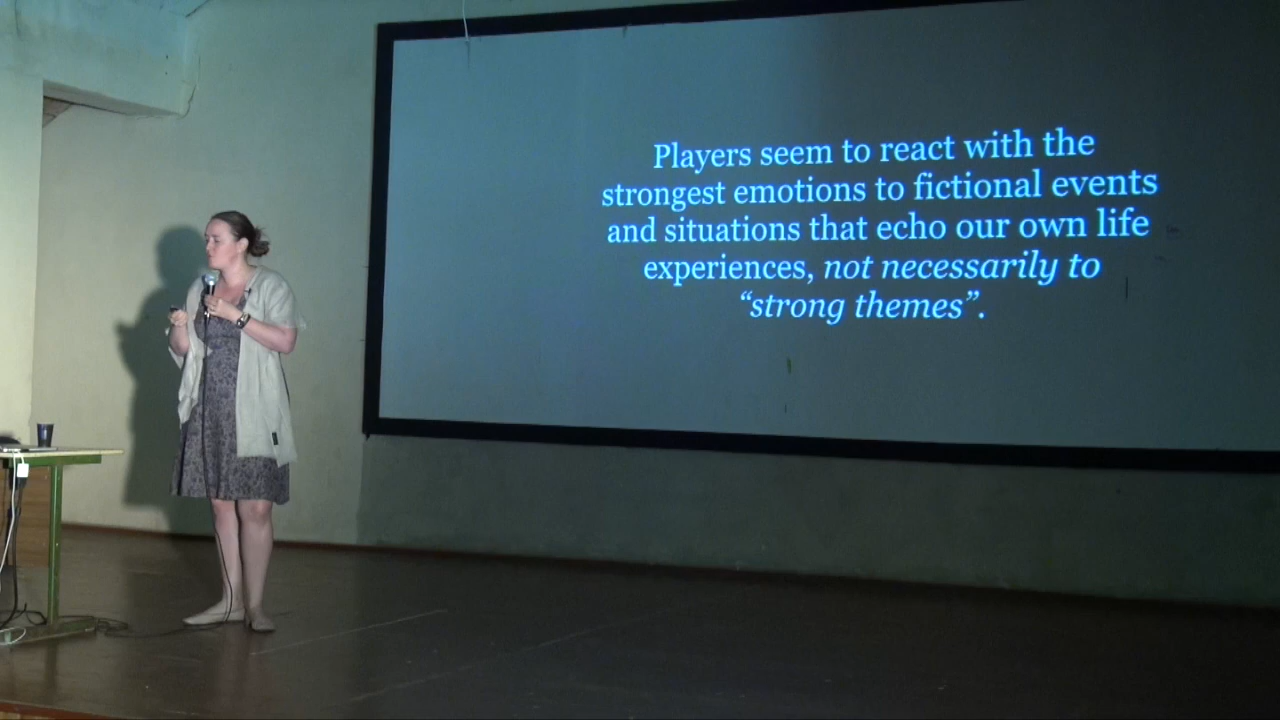 Players seem to react with the
strongest emotions to fictional events
and situations that echo our own life
experiences, not necessarily to
“strong themes”.